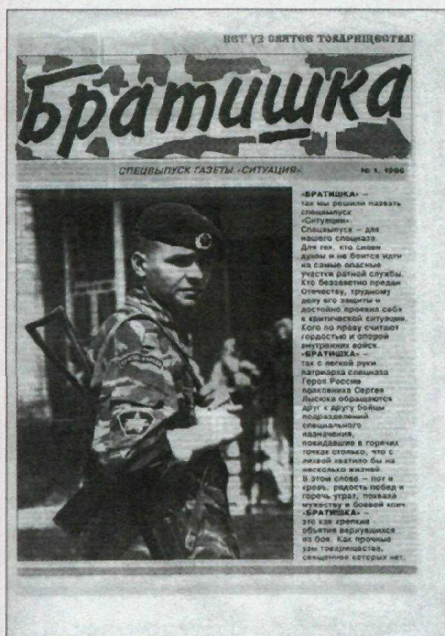 НЕТ УЗ СВЯТЕЕ ТОВАРИЩЕСТВА!
Братишка
СПЕЦВЫПУСК ГАЗЕТЫ «СИТУАЦИЯ»
№ 1, 1996
«БРАТИШКА» –
так мы решили назвать
спецвыпуск
«Ситуации».
Спецвыпуск – для
нашего спецназа.
Для тех, кто силен
духом и не боится идти
на самые опасные
участки ратной службы.
Кто беззаветно предан
Отечеству, трудному
делу его защиты и
достойно проявил себя
в критической ситуации.
Кого по праву считают
гордостью и опорой
внутренних войск.
«БРАТИШКА» –
так с легкой руки
патриарха спецназа
Героя России
полковника Сергея
Лысюка обращаются
друг к другу бойцы
подразделений
специального
назначения,
повидавшие в горячих
точках столько, что с
лихвой хватило бы на
несколько жизней.
В этом слове – пот и
кровь, радость побед и
горечь утрат, похвала
мужеству и боевой клич.
«БРАТИШКА» –
это как крепкие
объятия вернувшихся
из боя. Как прочные
узы товарищества,
священнее которых нет.